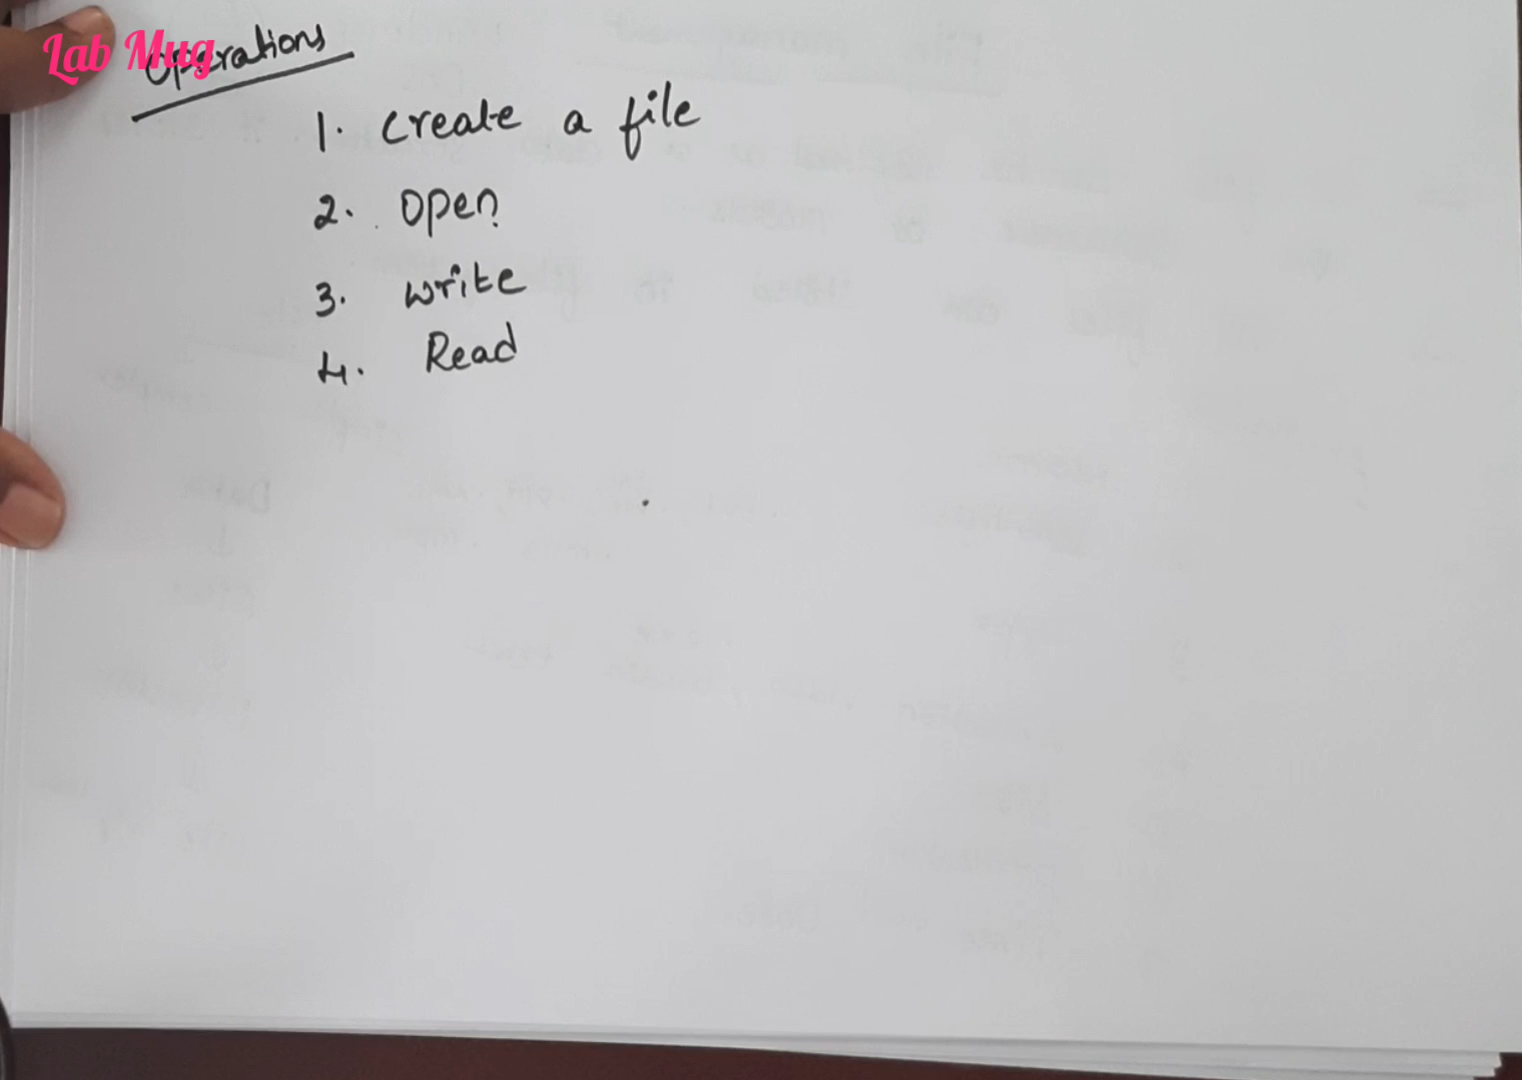 Lab Mug
Operations
1. Create a file
2. Open
3. Write
4. Read